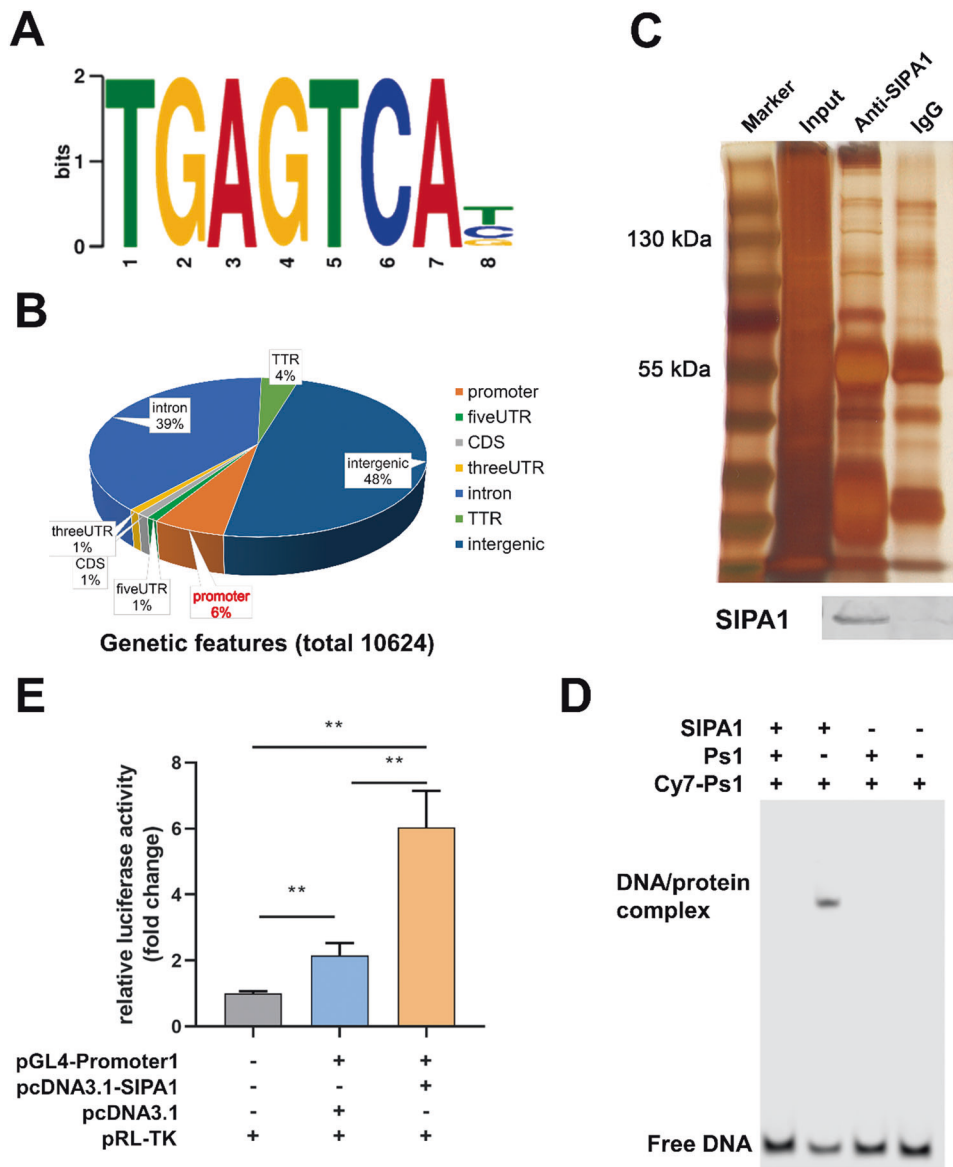 A
2
1
0
bits
TGAGTCA
T
C
G
1 2 3 4 5 6 7 8
B
TTR
4%
intron
39%
intergenic
48%
threeUTR
1%
CDS
1%
fiveUTR
1%
promoter
6%
promoter
fiveUTR
CDS
threeUTR
intron
TTR
intergenic
Genetic features (total 10624)
C
Marker Input Anti-SIPA1 IgG
130 kDa
55 kDa
SIPA1
E
relative luciferase activity
(fold change)
8
6
4
2
0
**
**
**
pGL4-Promoter1 - + +
pcDNA3.1-SIPA1 - - +
pcDNA3.1 - + -
pRL-TK + + +
D
SIPA1 + + - -
Ps1 + - + -
Cy7-Ps1 + + + +
DNA/protein
complex
Free DNA